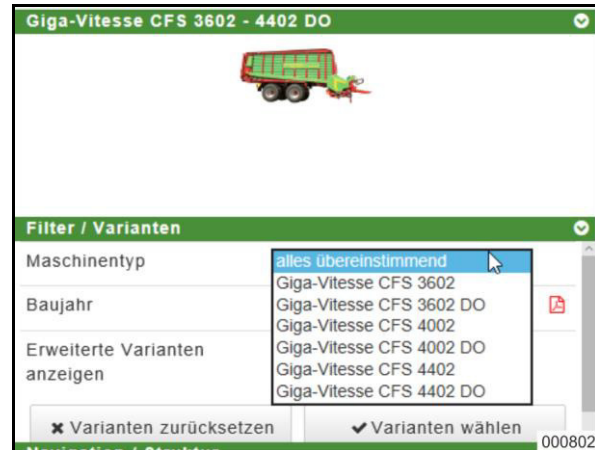 Giga-Vitesse CFS 3602 - 4402 DO
Filter / Varianten
Maschinentyp
alles übereinstimmend
Giga-Vitesse CFS 3602
Baujahr
Giga-Vitesse CFS 3602 DO
Giga-Vitesse CFS 4002
Erweiterte Varianten
anzeigen
Giga-Vitesse CFS 4002 DO
Giga-Vitesse CFS 4402
Giga-Vitesse CFS 4402 DO
Varianten zurücksetzen
Varianten wählen
Navigation / Struktur
000802